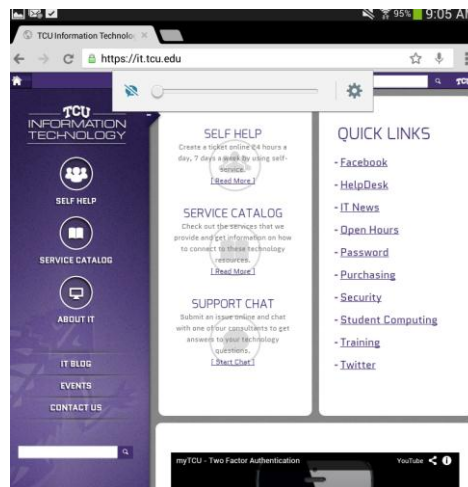 95% 9:05 AM
TCU Information Technolo
https://it.tcu.edu
TCU
TCU
INFORMATION
TECHNOLOGY
SELF HELP
SERVICE CATALOG
ABOUT IT
IT BLOG
EVENTS
CONTACT US
SELF HELP
Create a ticket online 24 hours a
day, 7 days a week by using self-
service.
[ Read More ]
SERVICE CATALOG
Check out the services that we
provide and get information on how
to connect to these technology
resources.
[ Read More ]
SUPPORT CHAT
Submit an issue online and chat
with one of our consultants to get
answers to your technology
questions.
[ Start Chat ]
QUICK LINKS
- Facebook
- HelpDesk
- IT News
- Open Hours
- Password
- Purchasing
- Security
- Student Computing
- Training
- Twitter
myTCU - Two Factor Authentication
YouTube